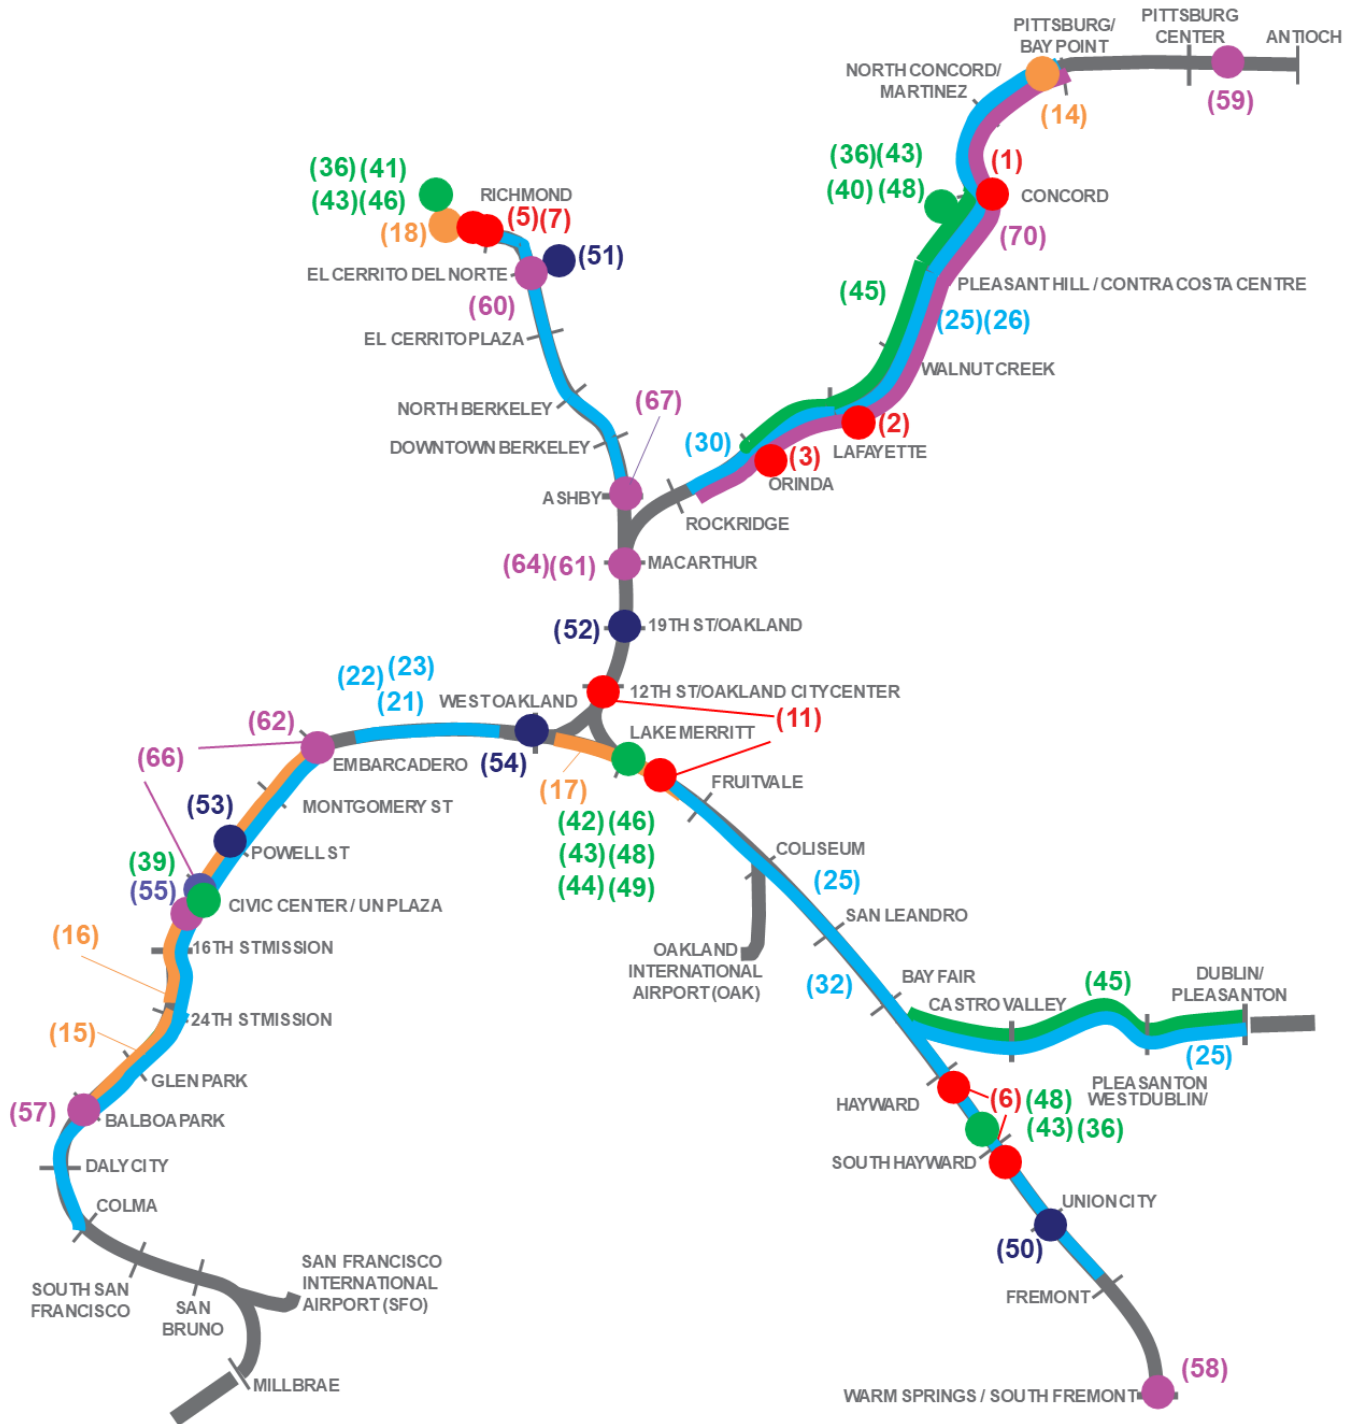 PITTSBURG/
BAY POINT
PITTSBURG
CENTER
ANTIOCH
NORTH CONCORD/
MARTINEZ
(14)
(59)
(36)(43)
(40)(48)
(1)
CONCORD
(70)
(36)(41)
(43)(46)
RICHMOND
(18)
(5)(7)
(51)
EL CERRITO DEL NORTE
(60)
(45)
PLEASANT HILL / CONTRA COSTA CENTRE
(25)(26)
EL CERRITO PLAZA
WALNUT CREEK
NORTH BERKELEY
(67)
DOWNTOWN BERKELEY
(30)
(2)
LAFAYETTE
(3)
ORINDA
ASHBY
ROCKRIDGE
(64)(61)
MACARTHUR
(52)
19TH ST/OAKLAND
(22)(23)
(21)
WEST OAKLAND
12TH ST/OAKLAND CITY CENTER
(11)
(62)
LAKE MERRITT
(66)
EMBARCADERO
(54)
(17)
FRUITVALE
MONTGOMERY ST
(53)
(42)(46)
(43)(48)
(44)(49)
POWELL ST
COLISEUM
(39)
(55)
(25)
CIVIC CENTER / UN PLAZA
SAN LEANDRO
(16)
16TH ST MISSION
OAKLAND
INTERNATIONAL
AIRPORT (OAK)
(32)
BAY FAIR
CASTRO VALLEY
(45)
DUBLIN/
PLEASANTON
24TH ST MISSION
(15)
(25)
GLEN PARK
PLEASANTON
WEST DUBLIN/
(57)
BALBOA PARK
HAYWARD
(6)
(48)
(43)(36)
DALY CITY
SOUTH HAYWARD
COLMA
UNION CITY
(50)
SOUTH SAN
FRANCISCO
SAN
BRUNO
SAN FRANCISCO
INTERNATIONAL
AIRPORT (SFO)
FREMONT
MILLBRAE
(58)
WARM SPRINGS / SOUTH FREMONT